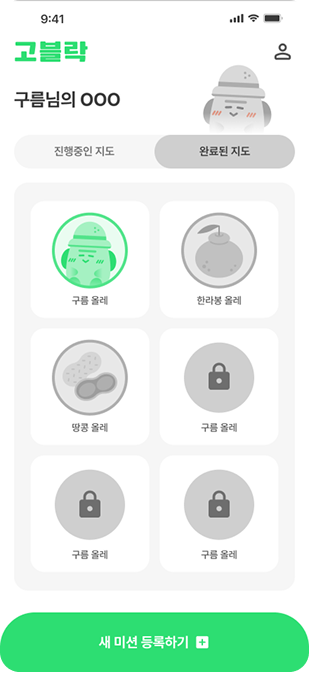 9:41
고블락
구름님의 OOO
진행중인 지도
완료된 지도
구름 올레
한라봉 올레
땅콩 올레
구름 올레
구름 올레
구름 올레
새 미션 등록하기